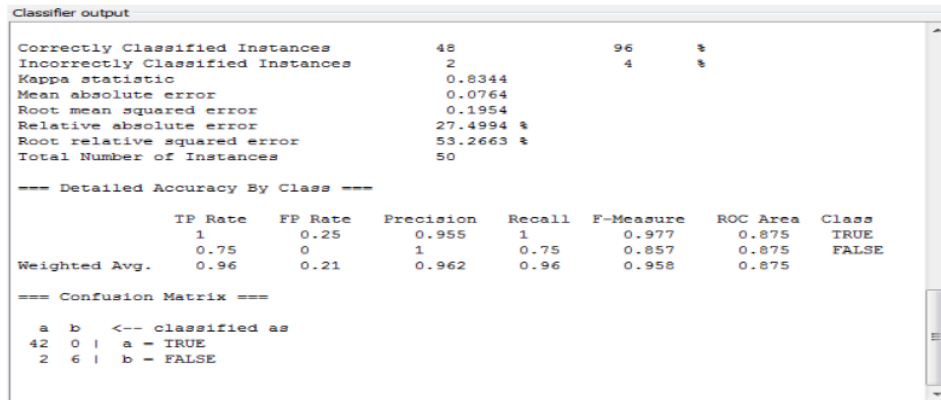 Classifier output
Correctly Classified Instances 48 96 %
Incorrectly Classified Instances 2 4 %
Kappa statistic 0.8344
Mean absolute error 0.0764
Root mean squared error 0.1954
Relative absolute error 27.4994 %
Root relative squared error 53.2663 %
Total Number of Instances 50
=== Detailed Accuracy By Class ===
TP Rate FP Rate Precision Recall F-Measure ROC Area Class
1 0.25 0.955 1 0.977 0.875 TRUE
0.75 0 1 0.75 0.857 0.875 FALSE
Weighted Avg. 0.96 0.21 0.962 0.96 0.958 0.875
=== Confusion Matrix ===
a b <-- classified as
42 0 | a = TRUE
2 6 | b = FALSE